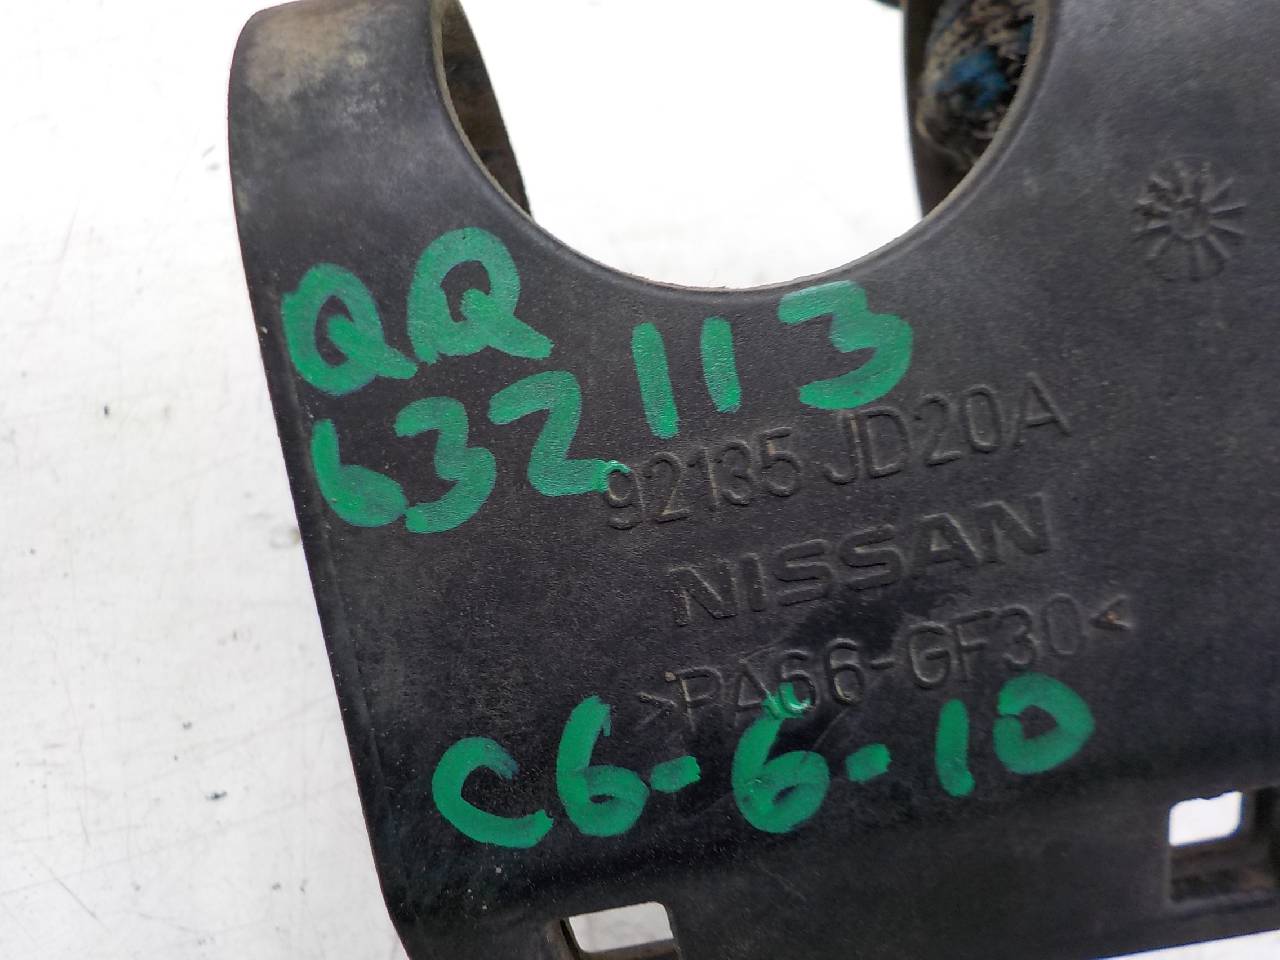 QQ
632113
92135 JD20A
NISSAN
>PA66-GF30<
C6-6-10